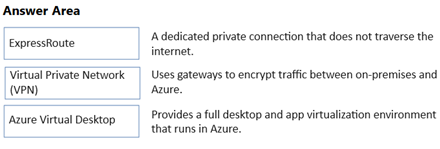 Answer Area
ExpressRoute
A dedicated private connection that does not traverse the
internet.
Virtual Private Network
(VPN)
Uses gateways to encrypt traffic between on-premises and
Azure.
Azure Virtual Desktop
Provides a full desktop and app virtualization environment
that runs in Azure.